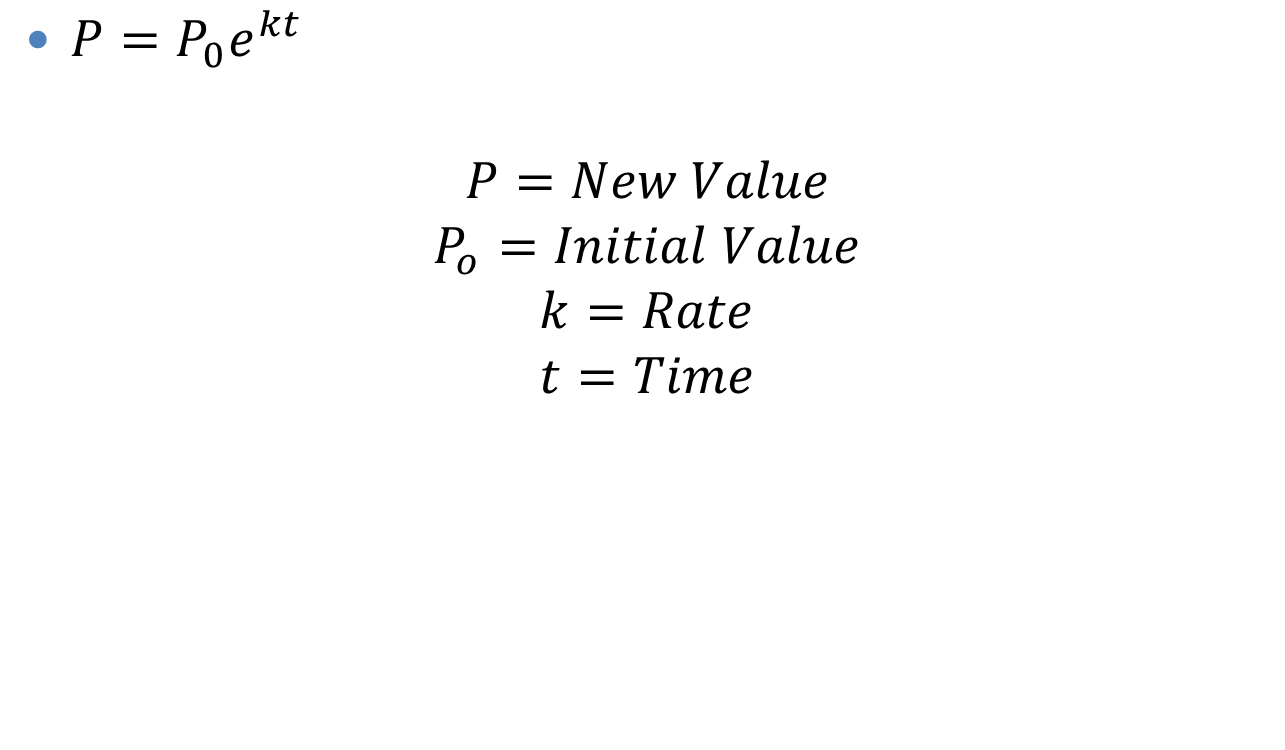 • P = P₀e^{kt}
P = New Value
Pₒ = Initial Value
k = Rate
t = Time